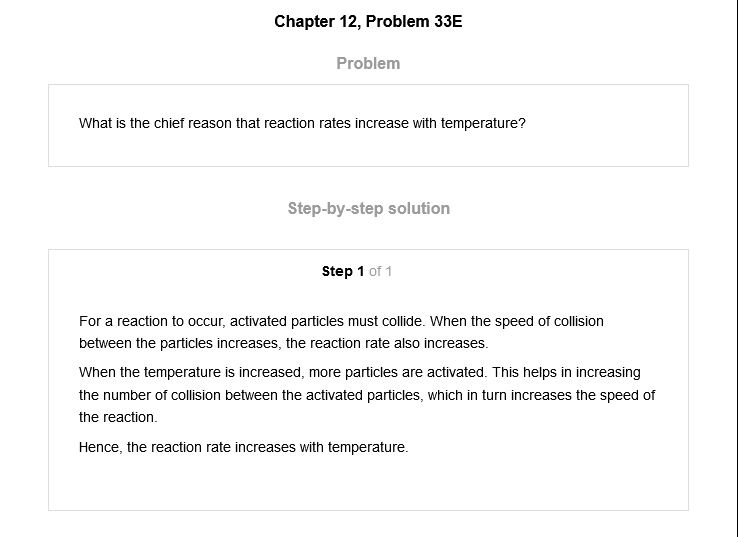 Chapter 12, Problem 33E
Problem
What is the chief reason that reaction rates increase with temperature?
Step-by-step solution
Step 1 of 1
For a reaction to occur, activated particles must collide. When the speed of collision
between the particles increases, the reaction rate also increases.
When the temperature is increased, more particles are activated. This helps in increasing
the number of collision between the activated particles, which in turn increases the speed of
the reaction.
Hence, the reaction rate increases with temperature.